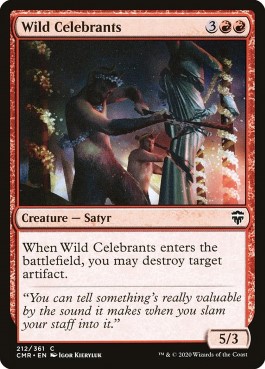 Wild Celebrants 3
Creature — Satyr
When Wild Celebrants enters the
battlefield, you may destroy target
artifact.
“You can tell something’s really valuable
by the sound it makes when you slam
your staff into it.”
5/3
212/361 C
CMR • EN Igor Kieryluk ™ & © 2020 Wizards of the Coast